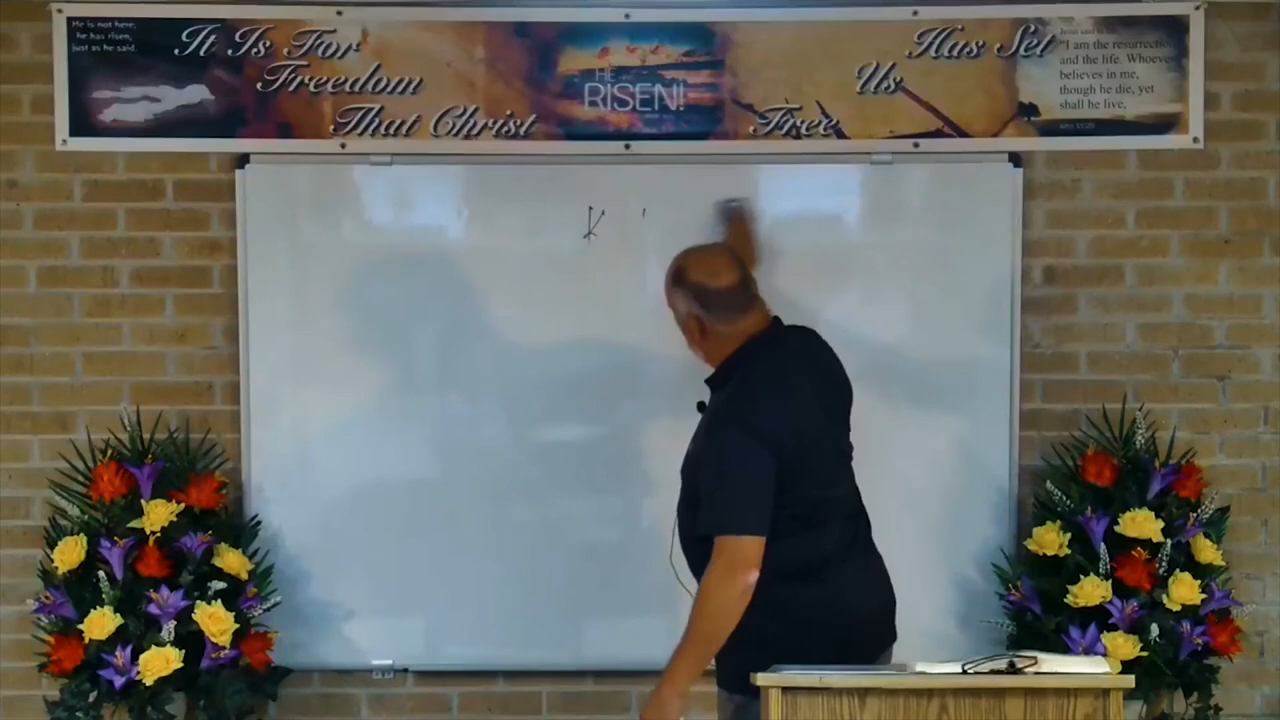 He is not here;
he has risen,
just as he said.
It Is For
Freedom
That Christ
HE
RISEN!
Has Set
Us
Free
"I am the resurrection
and the life. Whoever
believes in me,
though he die, yet
shall he live,
K